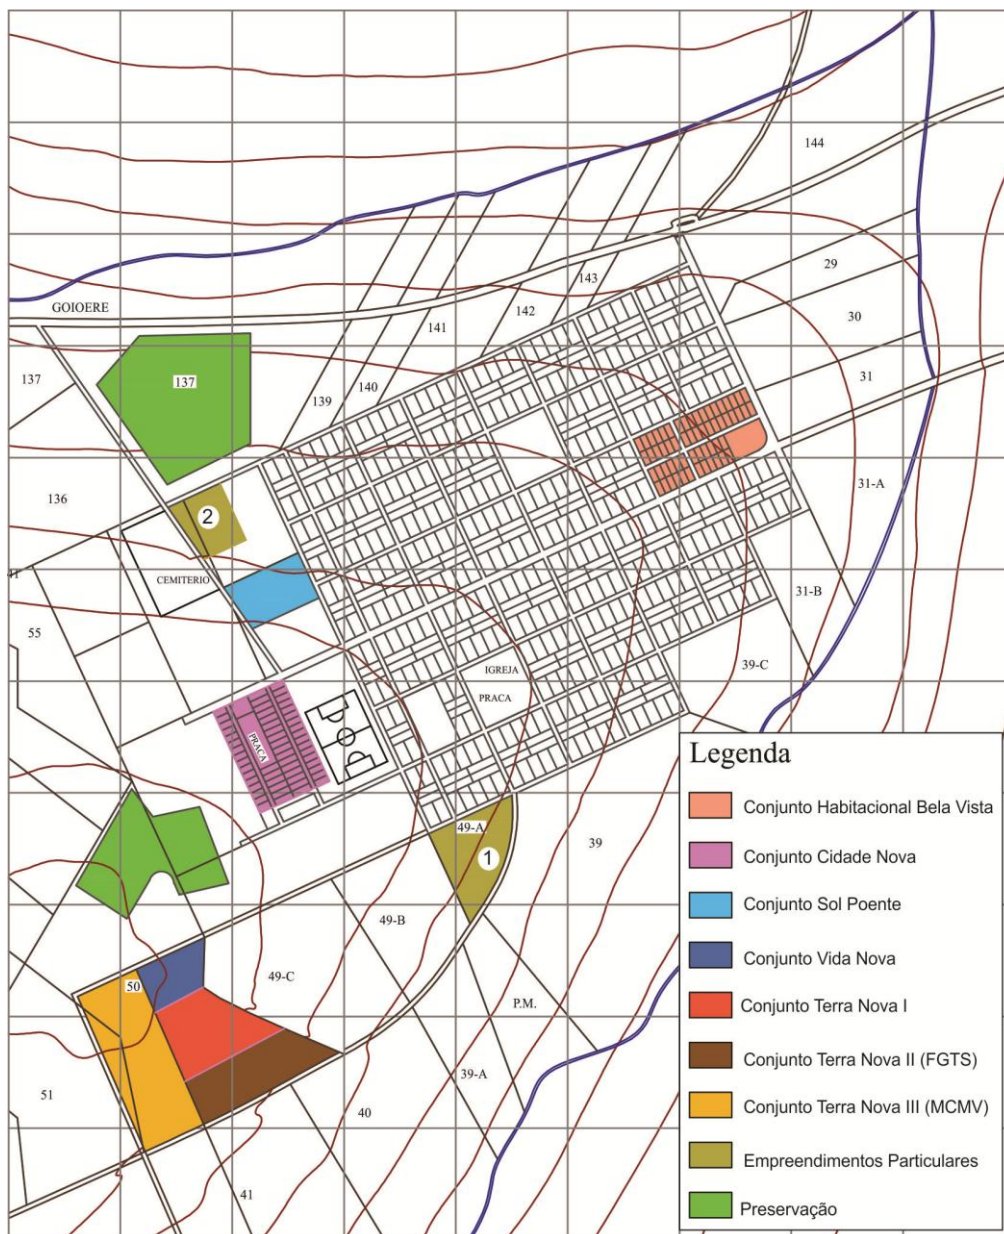 144
29
143
GOIOERE
142
30
141
137
137
31
140
139
136
31-A
2
CEMITERIO
31-B
55
39-C
IGREJA
PRACA
PRACA
49-A
39
1
49-B
49-C
50
P.M.
39-A
51
40
41
Legenda
Conjunto Habitacional Bela Vista
Conjunto Cidade Nova
Conjunto Sol Poente
Conjunto Vida Nova
Conjunto Terra Nova I
Conjunto Terra Nova II (FGTS)
Conjunto Terra Nova III (MCMV)
Empreendimentos Particulares
Preservação